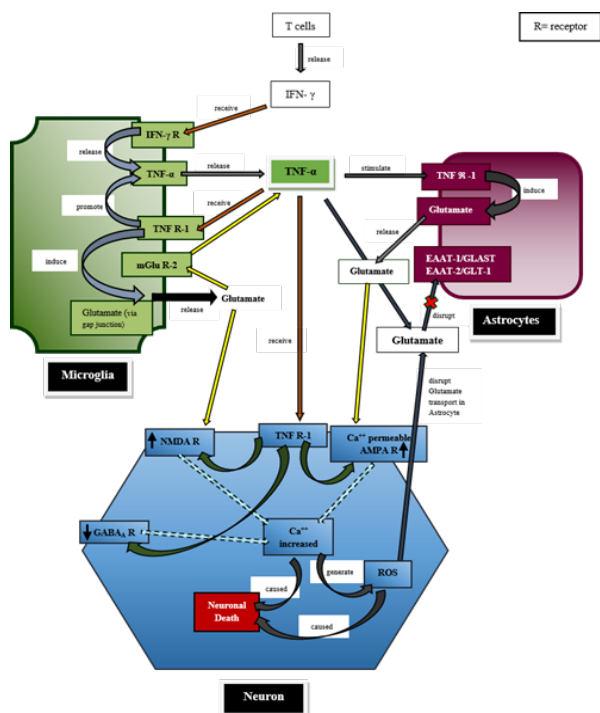 T cells
R= receptor
release
IFN- γ
receive
IFN-γ R
release
TNF-α
release
TNF-α
stimulate
TNF R -1
induce
promote
receive
Glutamate
TNF R-1
release
induce
mGlu R-2
EAAT-1/GLAST
EAAT-2/GLT-1
Glutamate
Glutamate (via
gap junction)
release
Glutamate
disrupt
Astrocytes
Glutamate
receive
Microglia
disrupt
Glutamate
transport in
Astrocyte
NMDA R
TNF R-1
Ca⁺⁺ permeable
AMPA R
GABAA R
Ca⁺⁺
increased
generate
ROS
caused
Neuronal
Death
caused
Neuron